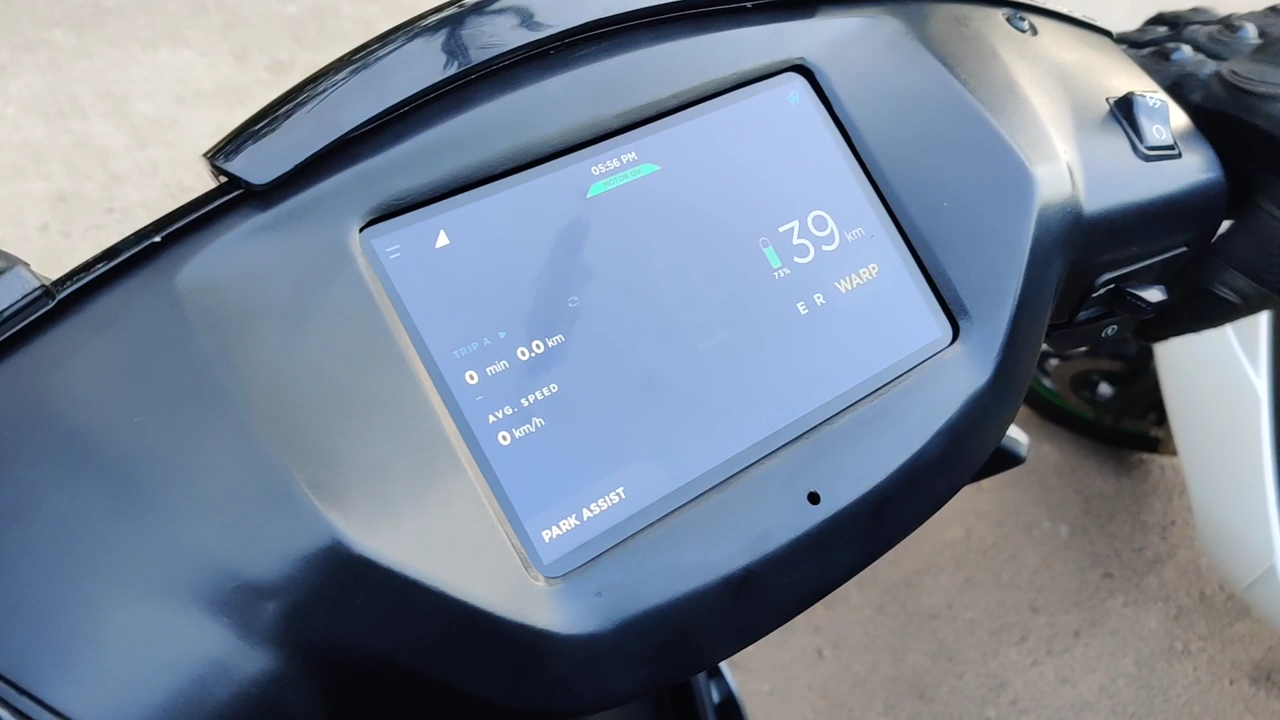 05:56 PM
MOTOR ON
39 km
73%
E R WARP
TRIP A
0 min 0.0 km
AVG. SPEED
0 km/h
PARK ASSIST